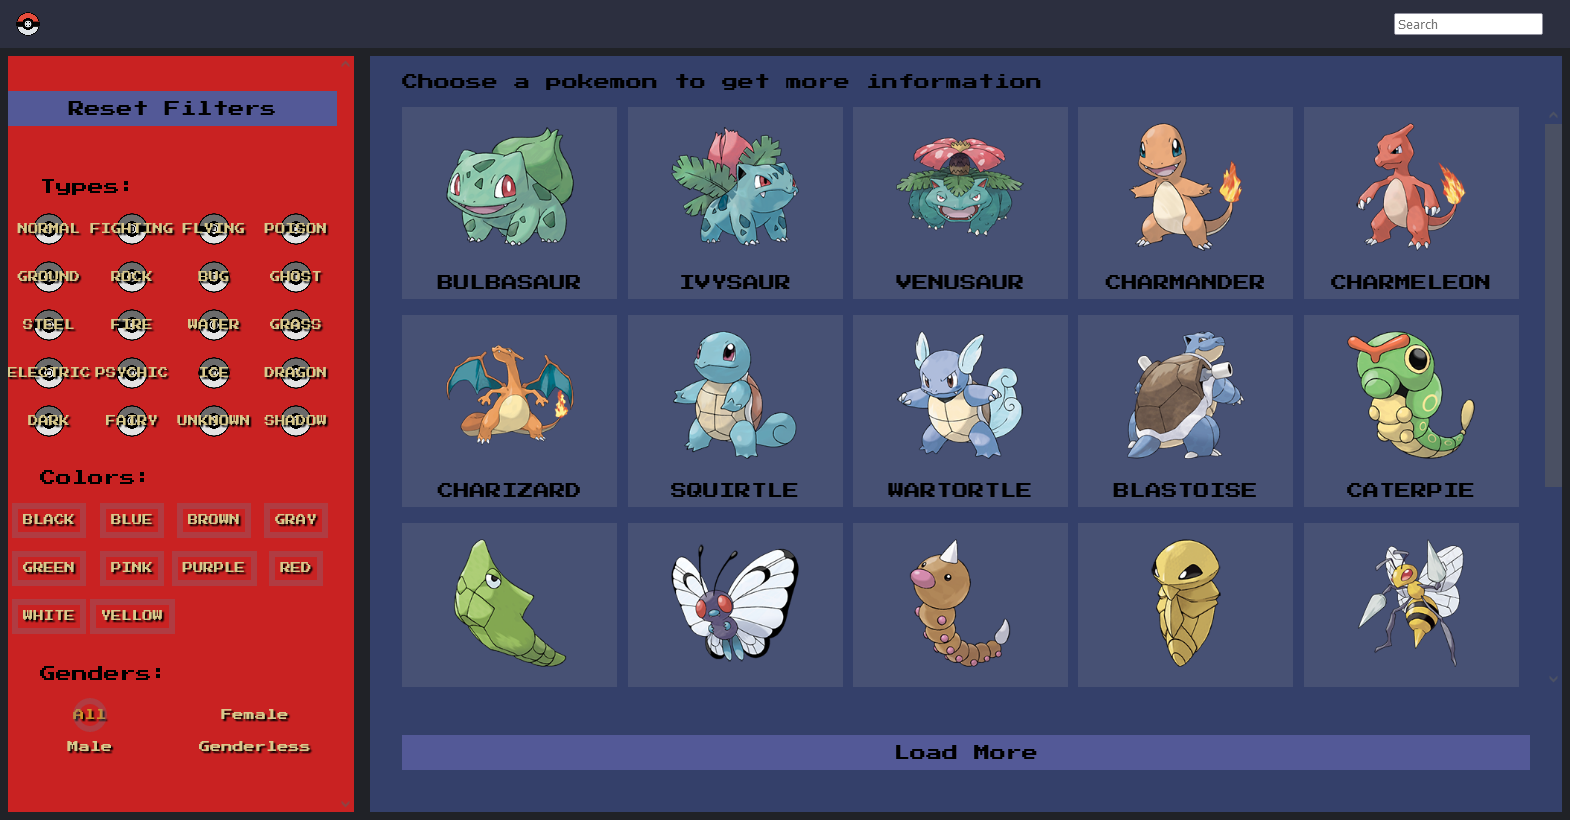 Search
Reset Filters
Types:
NORMAL FIGHTING FLYING POISON
GROUND ROCK BUG GHOST
STEEL FIRE WATER GRASS
ELECTRIC PSYCHIC ICE DRAGON
DARK FAIRY UNKNOWN SHADOW
Colors:
BLACK BLUE BROWN GRAY
GREEN PINK PURPLE RED
WHITE YELLOW
Genders:
All Female
Male Genderless
Choose a pokemon to get more information
BULBASAUR IVYSAUR VENUSAUR CHARMANDER CHARMELEON
CHARIZARD SQUIRTLE WARTORTLE BLASTOISE CATERPIE
Load More